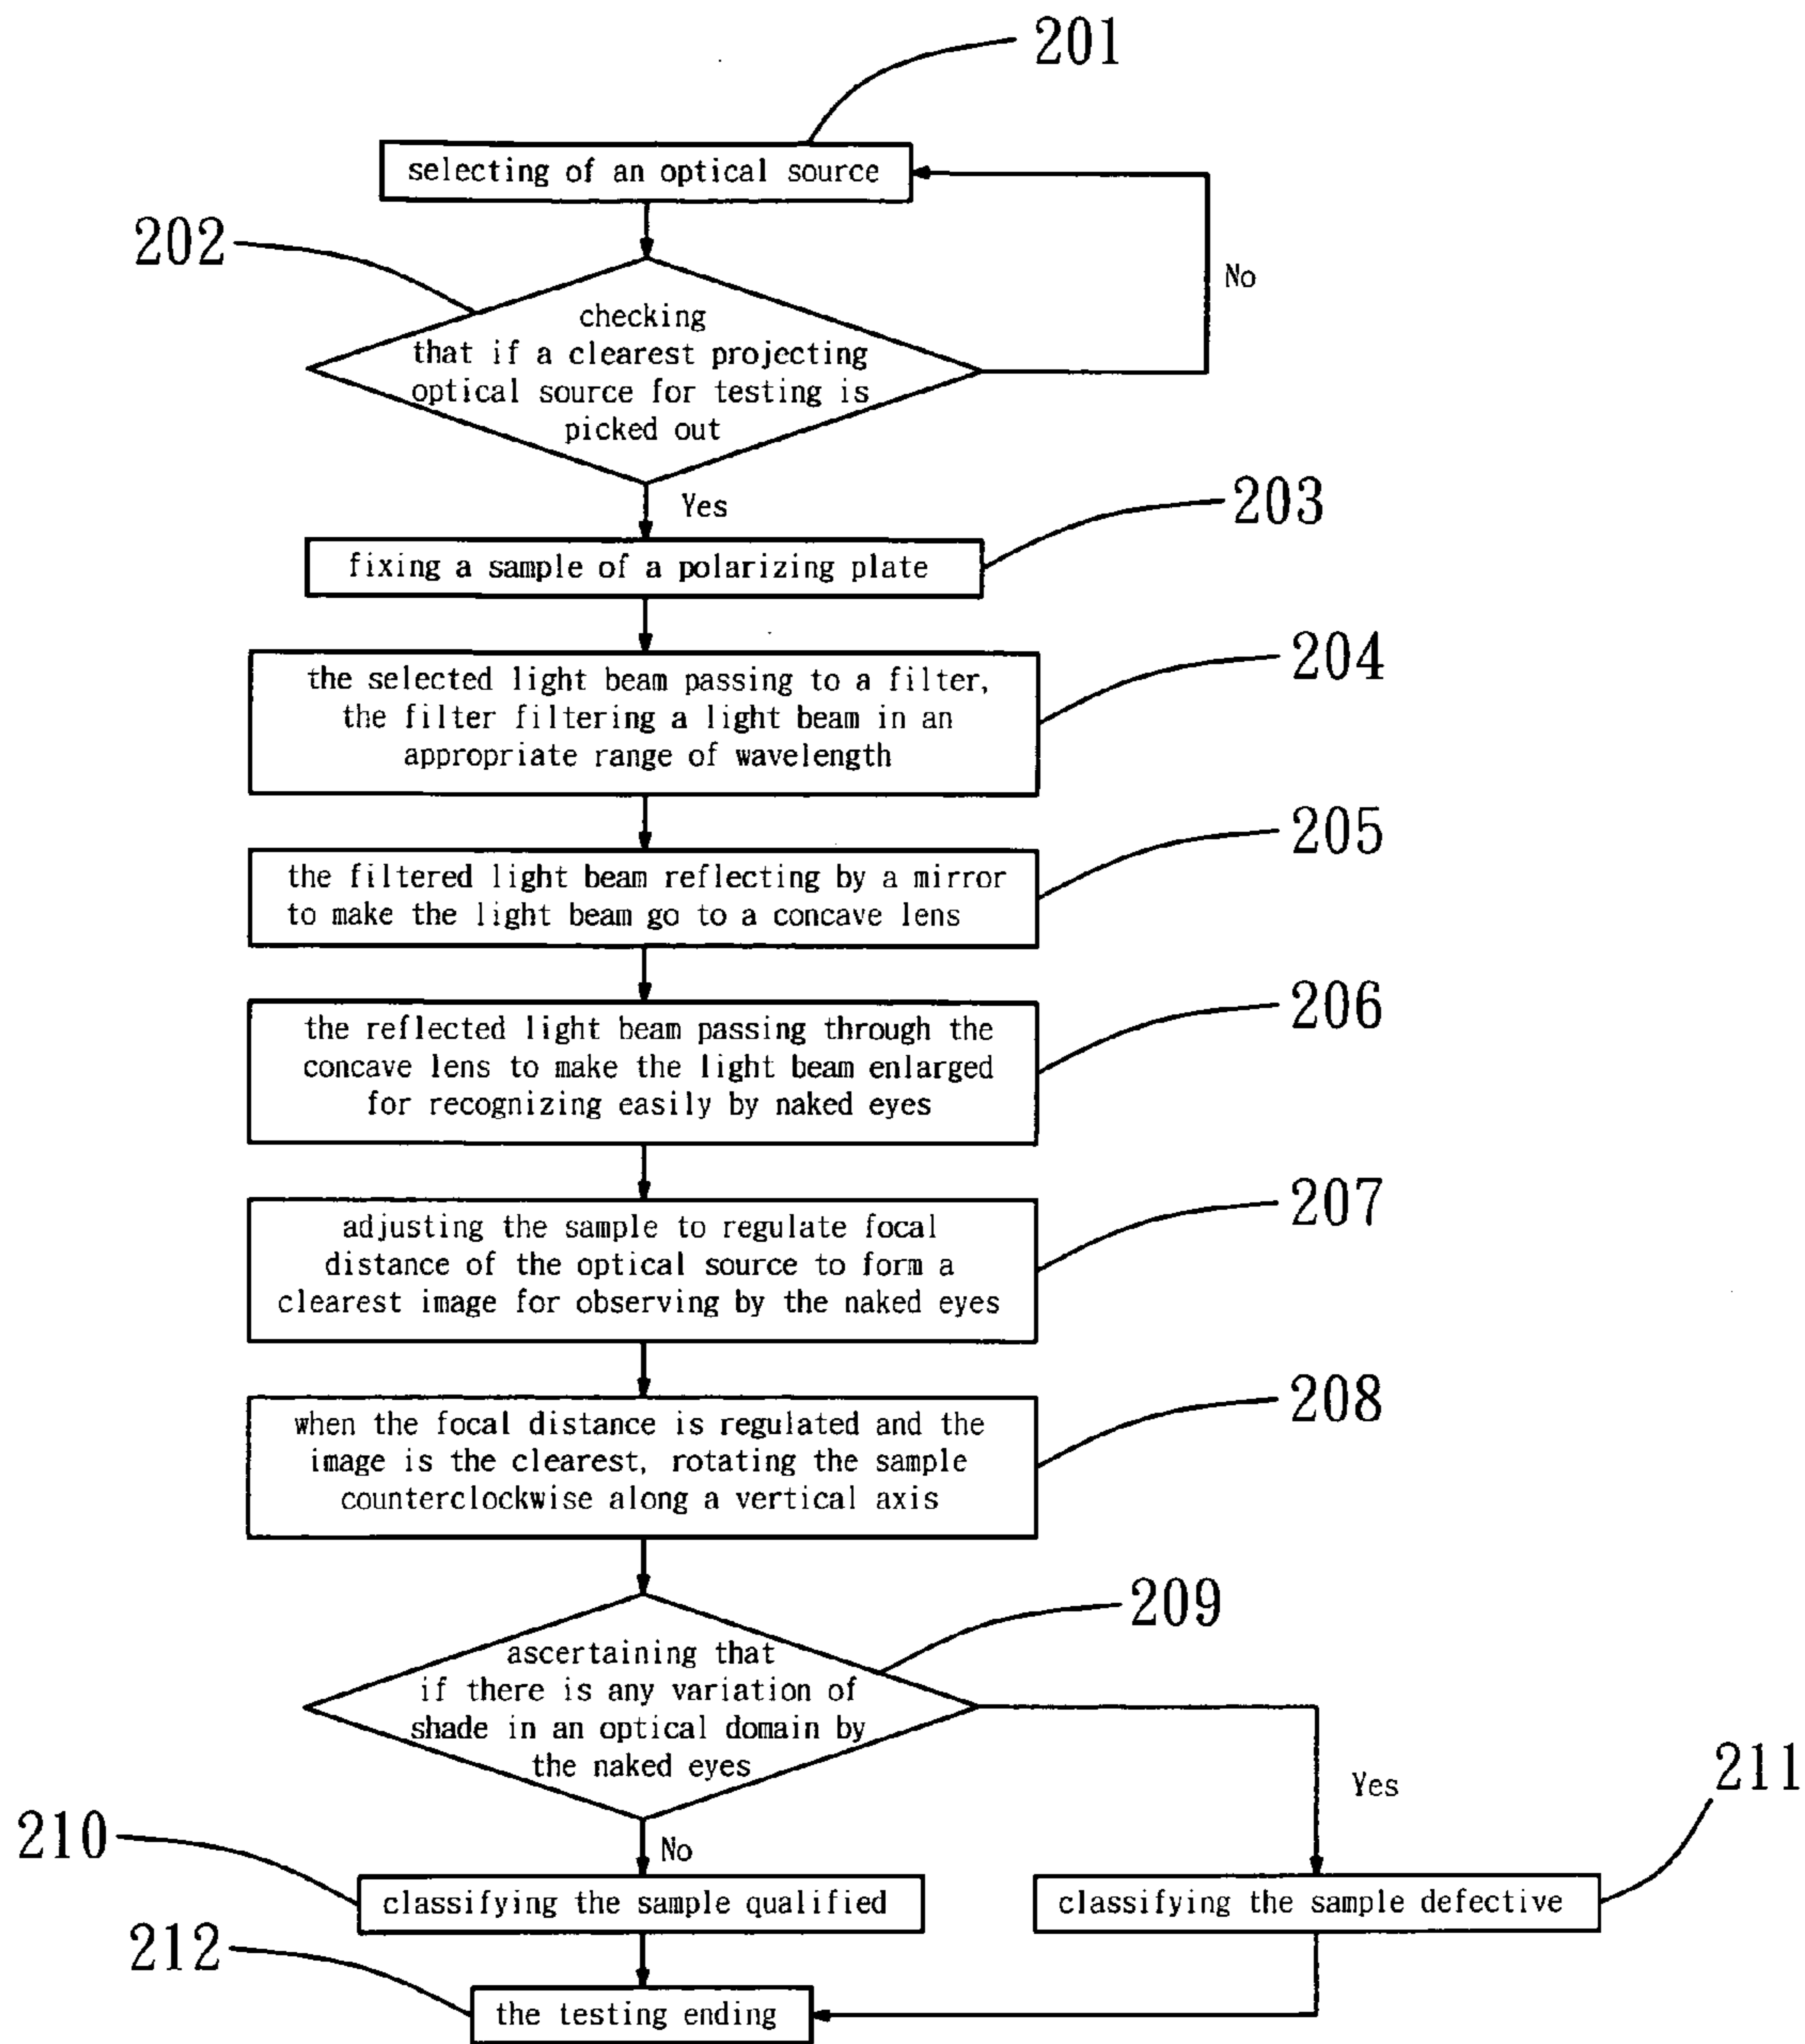 201
selecting of an optical source
202
No
checking
that if a clearest projecting
optical source for testing is
picked out
Yes
203
fixing a sample of a polarizing plate
204
the selected light beam passing to a filter,
the filter filtering a light beam in an
appropriate range of wavelength
205
the filtered light beam reflecting by a mirror
to make the light beam go to a concave lens
206
the reflected light beam passing through the
concave lens to make the light beam enlarged
for recognizing easily by naked eyes
207
adjusting the sample to regulate focal
distance of the optical source to form a
clearest image for observing by the naked eyes
208
when the focal distance is regulated and the
image is the clearest, rotating the sample
counterclockwise along a vertical axis
209
ascertaining that
if there is any variation of
shade in an optical domain by
the naked eyes
Yes
211
No
210
classifying the sample qualified
classifying the sample defective
212
the testing ending